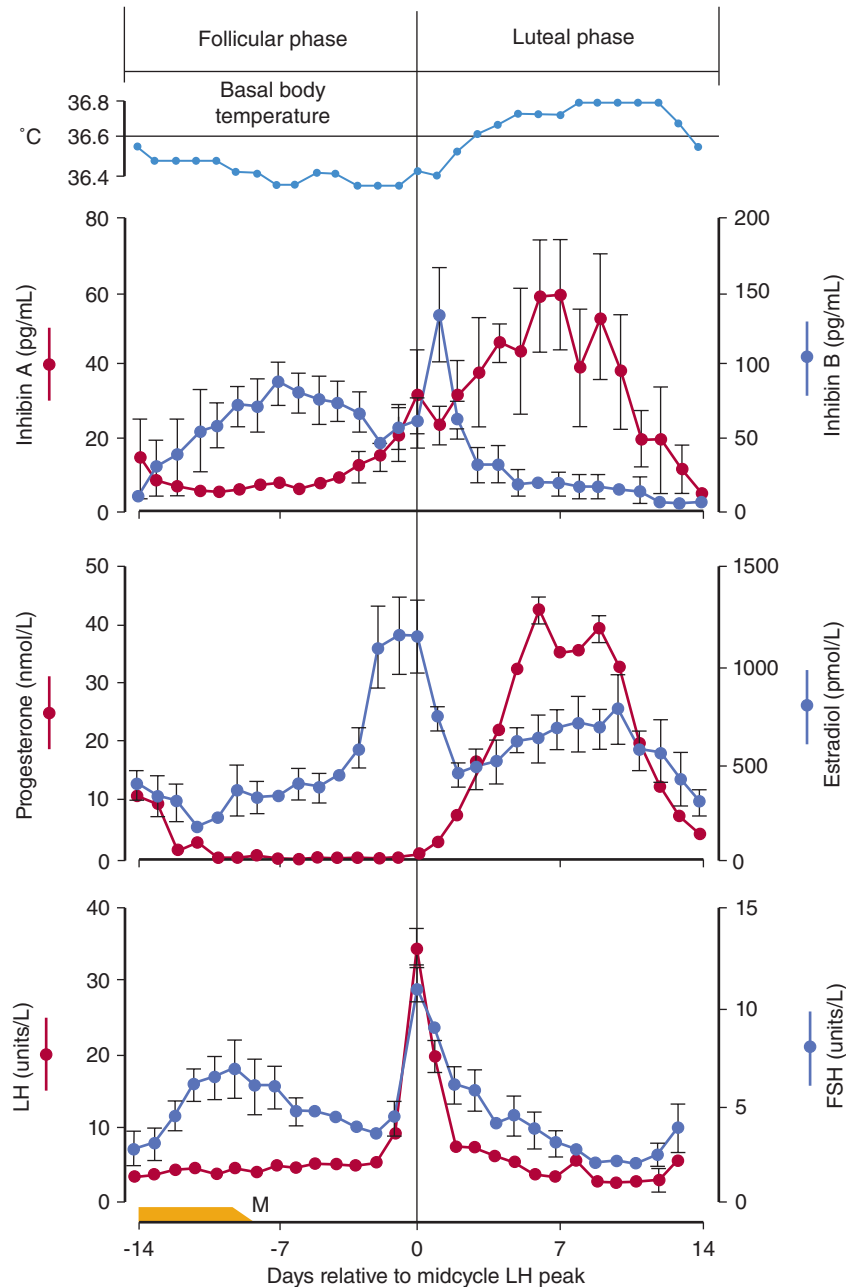 Follicular phase
Luteal phase
Basal body
temperature
˚C
36.8
36.6
36.4
Inhibin A (pg/mL)
80
60
40
20
0
200
150
100
50
0
Inhibin B (pg/mL)
Progesterone (nmol/L)
50
40
30
20
10
0
1500
1000
500
0
Estradiol (pmol/L)
LH (units/L)
40
30
20
10
0
15
10
5
0
FSH (units/L)
M
-14 -7 0 7 14
Days relative to midcycle LH peak